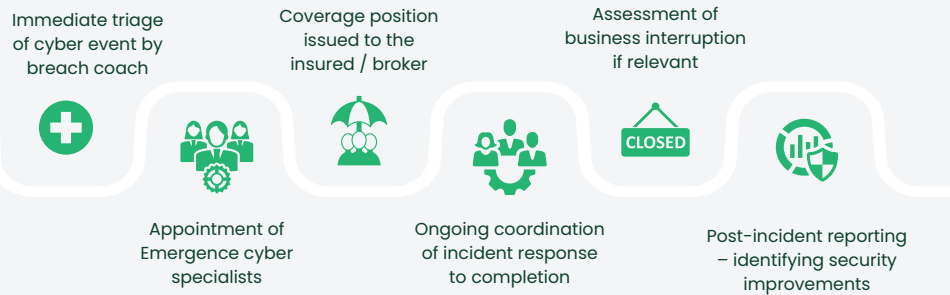 Immediate triage
of cyber event by
breach coach
Appointment of
Emergence cyber
specialists
Coverage position
issued to the
insured / broker
Ongoing coordination
of incident response
to completion
Assessment of
business interruption
if relevant
CLOSED
Post-incident reporting
– identifying security
improvements